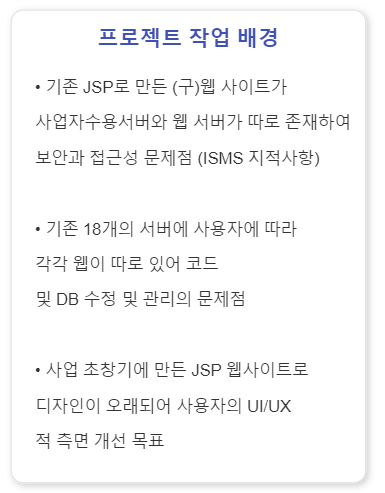 프로젝트 작업 배경
• 기존 JSP로 만든 (구)웹 사이트가
사업자수용서버와 웹 서버가 따로 존재하여
보안과 접근성 문제점 (ISMS 지적사항)
• 기존 18개의 서버에 사용자에 따라
각각 웹이 따로 있어 코드
및 DB 수정 및 관리의 문제점
• 사업 초창기에 만든 JSP 웹사이트로
디자인이 오래되어 사용자의 UI/UX
적 측면 개선 목표